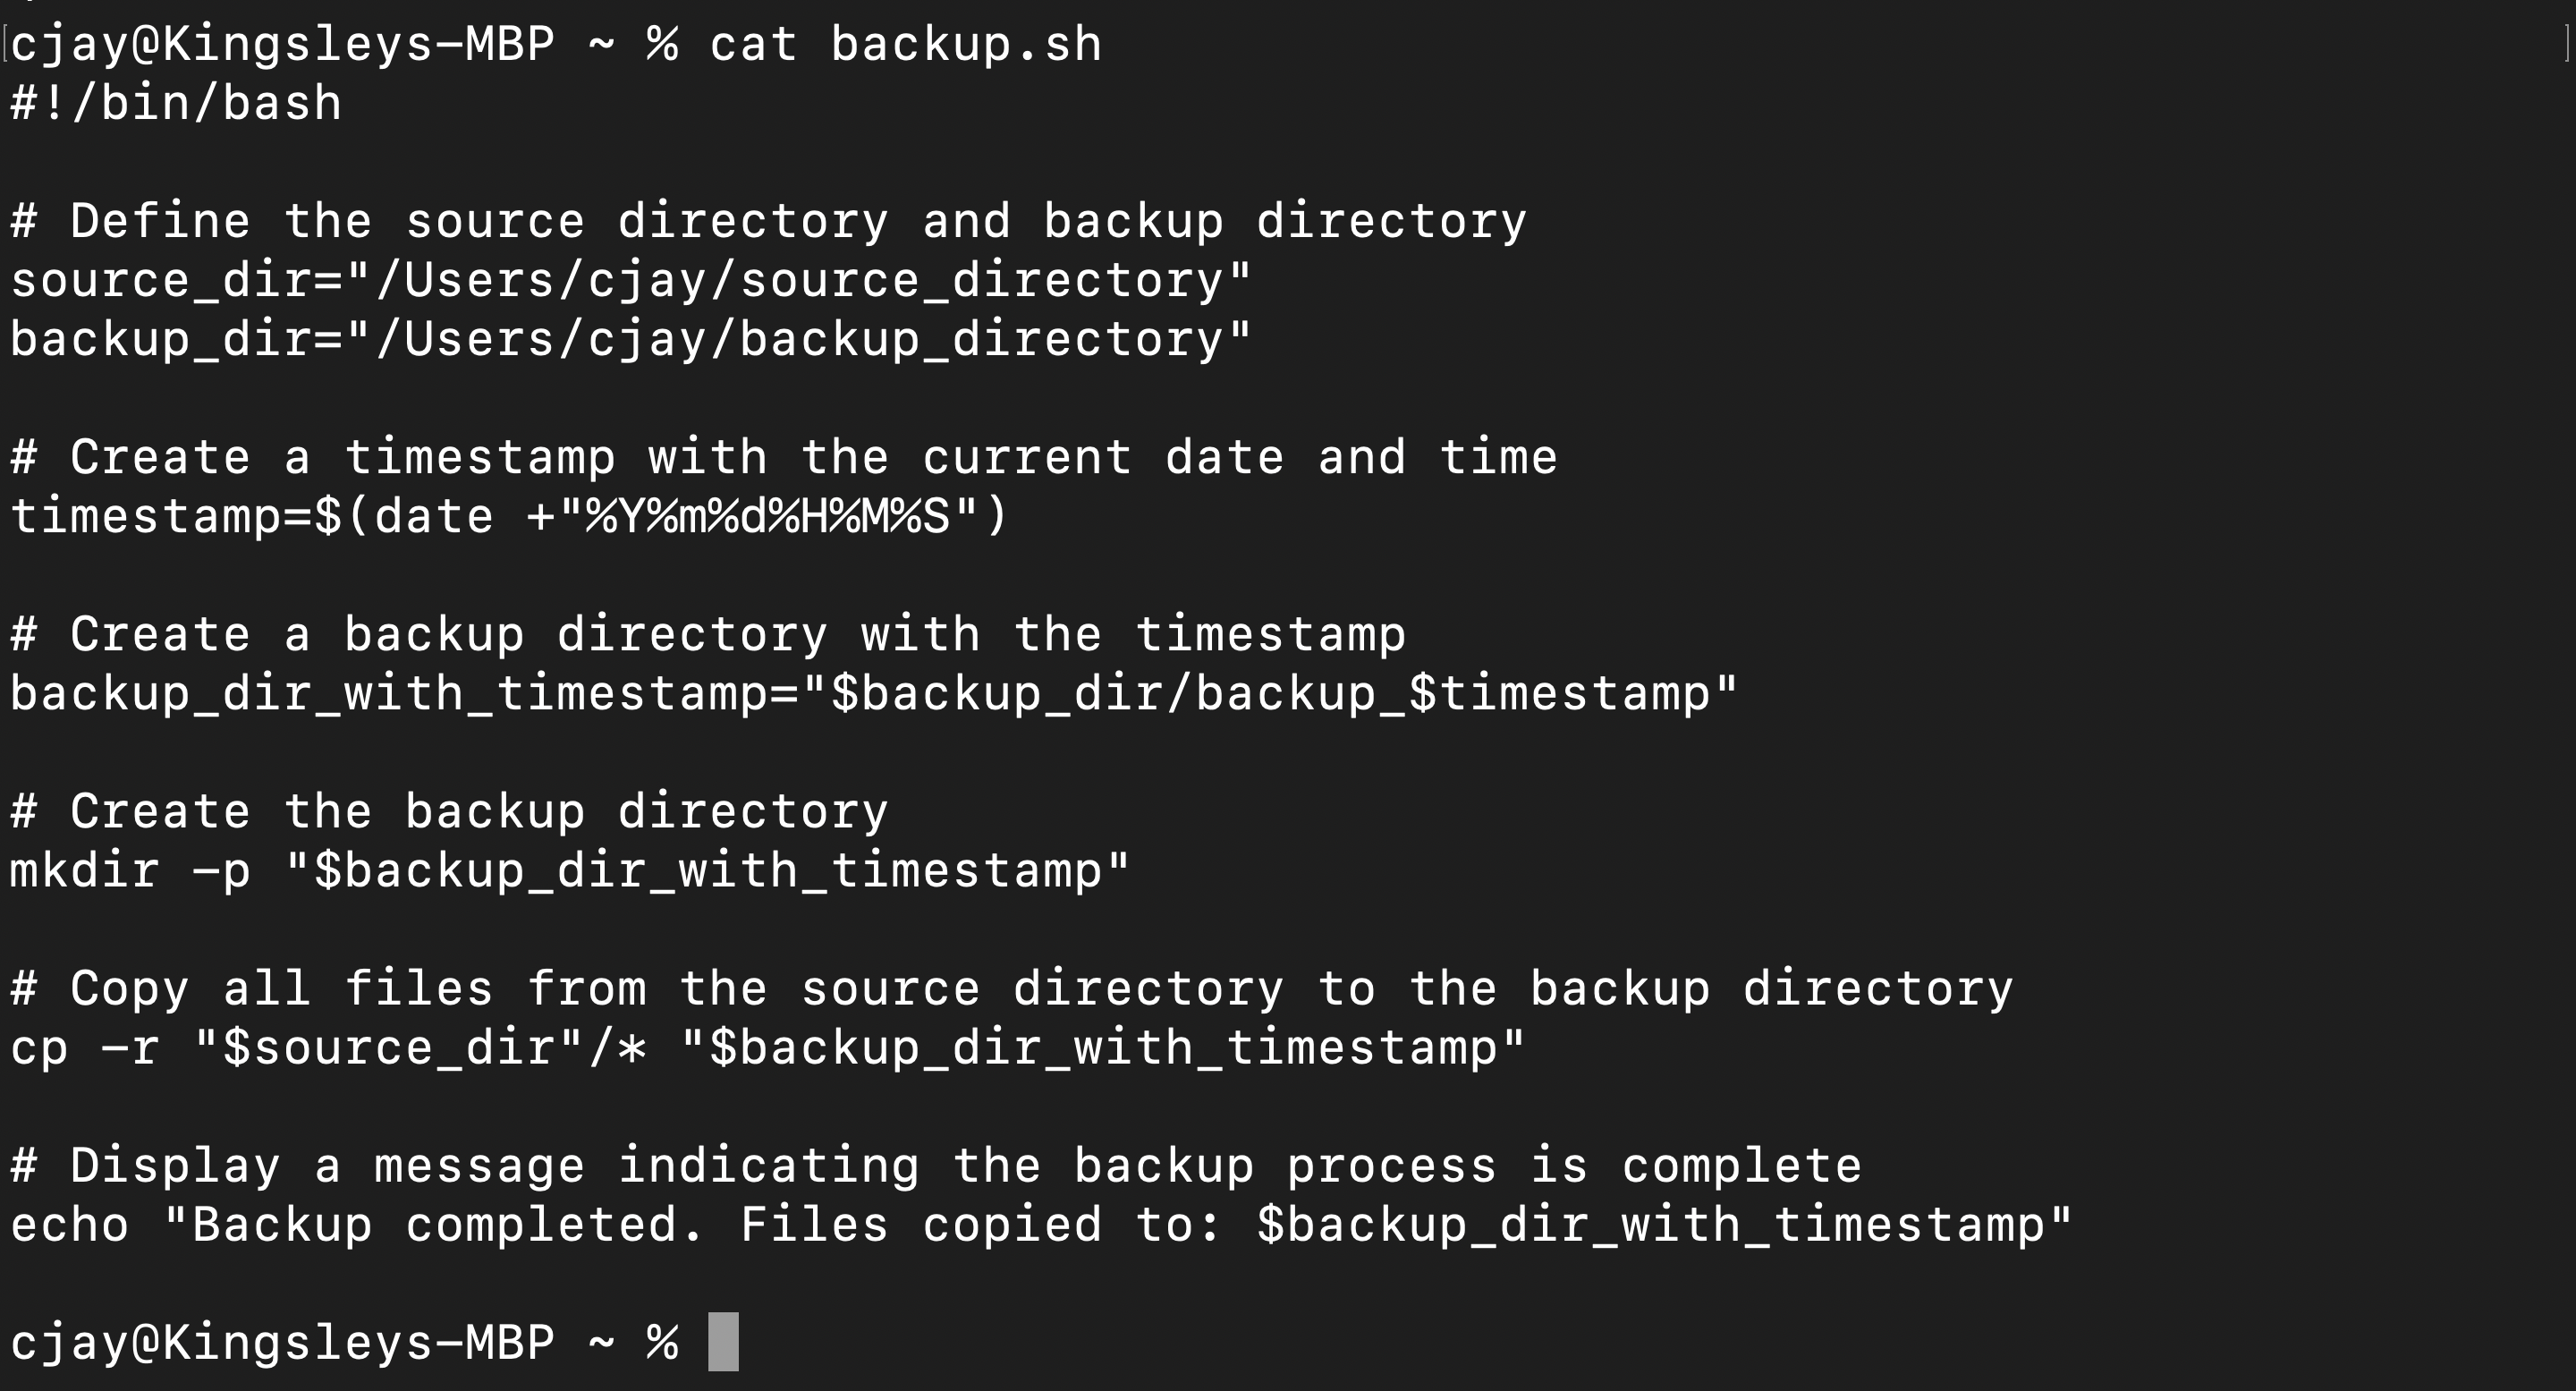 cjay@Kingsleys-MBP ~ % cat backup.sh
#!/bin/bash
# Define the source directory and backup directory
source_dir="/Users/cjay/source_directory"
backup_dir="/Users/cjay/backup_directory"
# Create a timestamp with the current date and time
timestamp=$(date +"%Y%m%d%H%M%S")
# Create a backup directory with the timestamp
backup_dir_with_timestamp="$backup_dir/backup_$timestamp"
# Create the backup directory
mkdir -p "$backup_dir_with_timestamp"
# Copy all files from the source directory to the backup directory
cp -r "$source_dir"/* "$backup_dir_with_timestamp"
# Display a message indicating the backup process is complete
echo "Backup completed. Files copied to: $backup_dir_with_timestamp"
cjay@Kingsleys-MBP ~ %